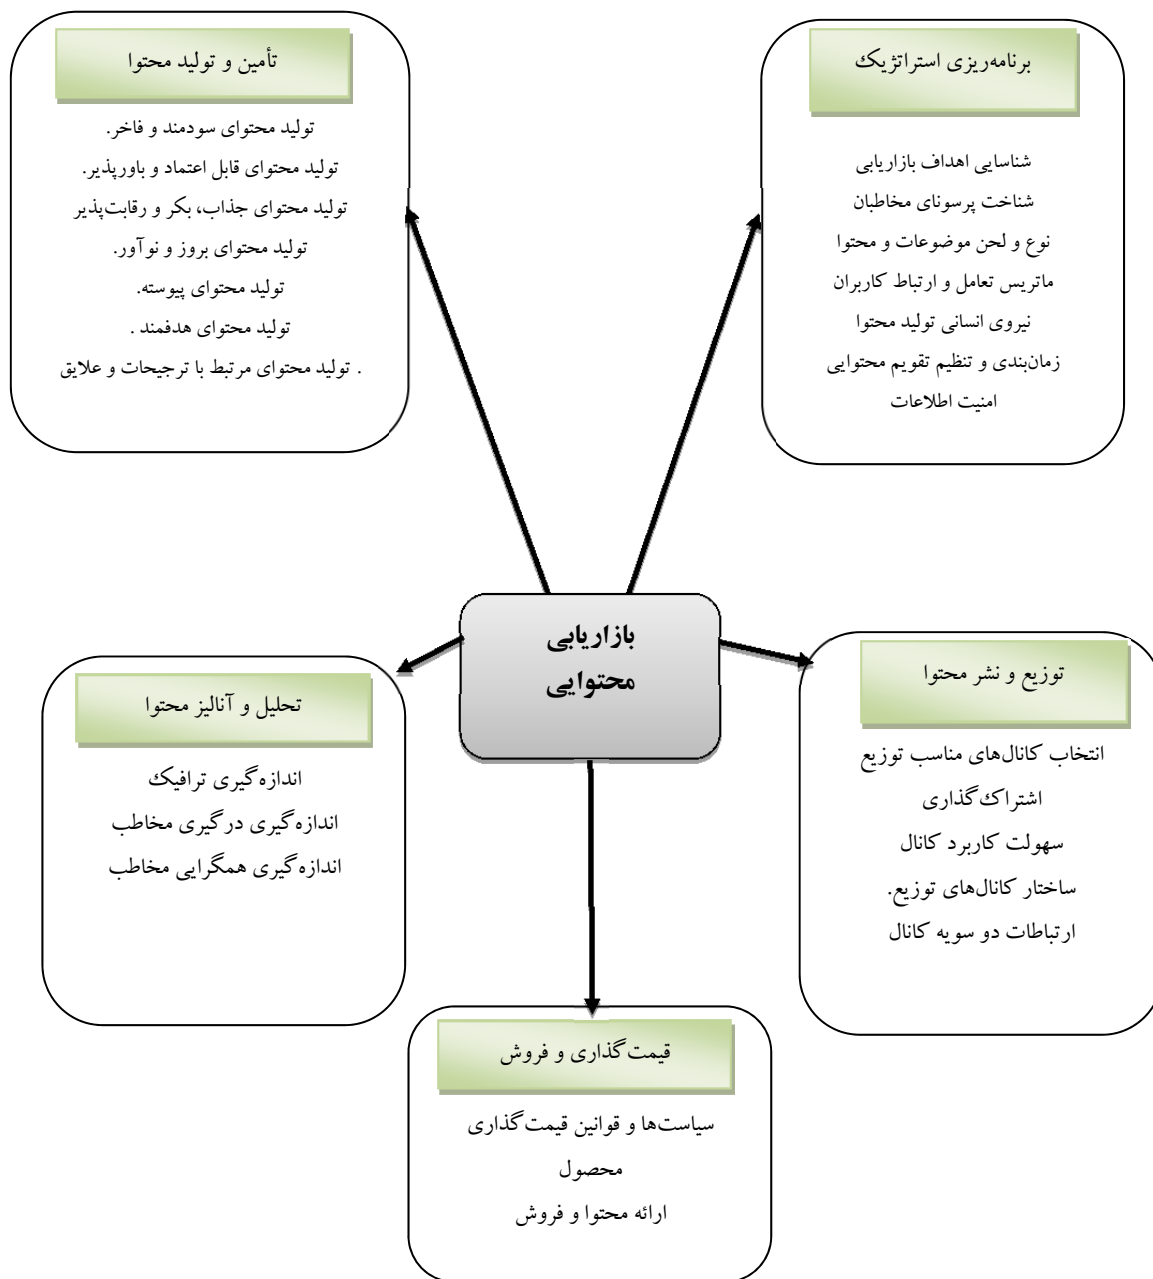 برنامه‌ریزی استراتژیک
شناسایی اهداف بازاریابی
شناخت پرسونای مخاطبان
نوع و لحن موضوعات و محتوا
ماتریس تعامل و ارتباط کاربران
نیروی انسانی تولید محتوا
زمان‌بندی و تنظیم تقویم محتوایی
امنیت اطلاعات
تأمین و تولید محتوا
تولید محتوای سودمند و فاخر.
تولید محتوای قابل اعتماد و باورپذیر.
تولید محتوای جذاب، بکر و رقابت‌پذیر
تولید محتوای بروز و نوآور.
تولید محتوای پیوسته.
تولید محتوای هدفمند .
تولید محتوای مرتبط با ترجیحات و علایق .
بازاریابی
محتوایی
توزیع و نشر محتوا
انتخاب کانال‌های مناسب توزیع
اشتراک‌گذاری
سهولت کاربرد کانال
ساختار کانال‌های توزیع.
ارتباطات دو سویه کانال
تحلیل و آنالیز محتوا
اندازه‌گیری ترافیک
اندازه‌گیری درگیری مخاطب
اندازه‌گیری همگرایی مخاطب
قیمت‌گذاری و فروش
سیاست‌ها و قوانین قیمت‌گذاری
محصول
ارائه محتوا و فروش